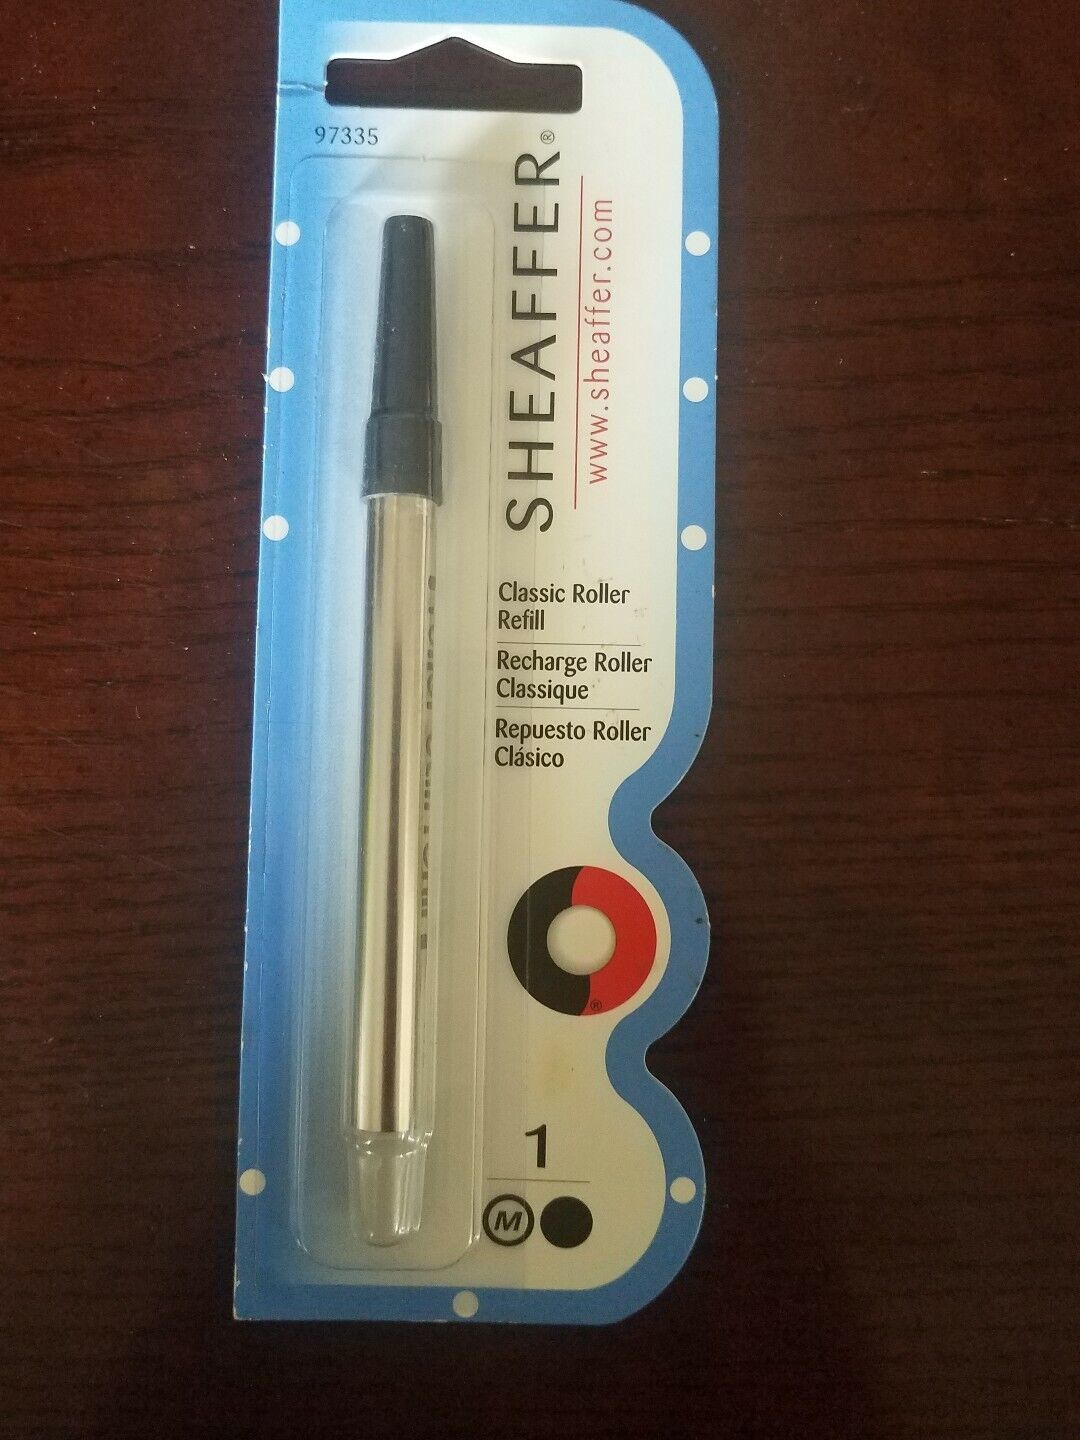 97335
SHEAFFER®
www.sheaffer.com
Classic Roller
Refill
Recharge Roller
Classique
Repuesto Roller
Clásico
®
1
M